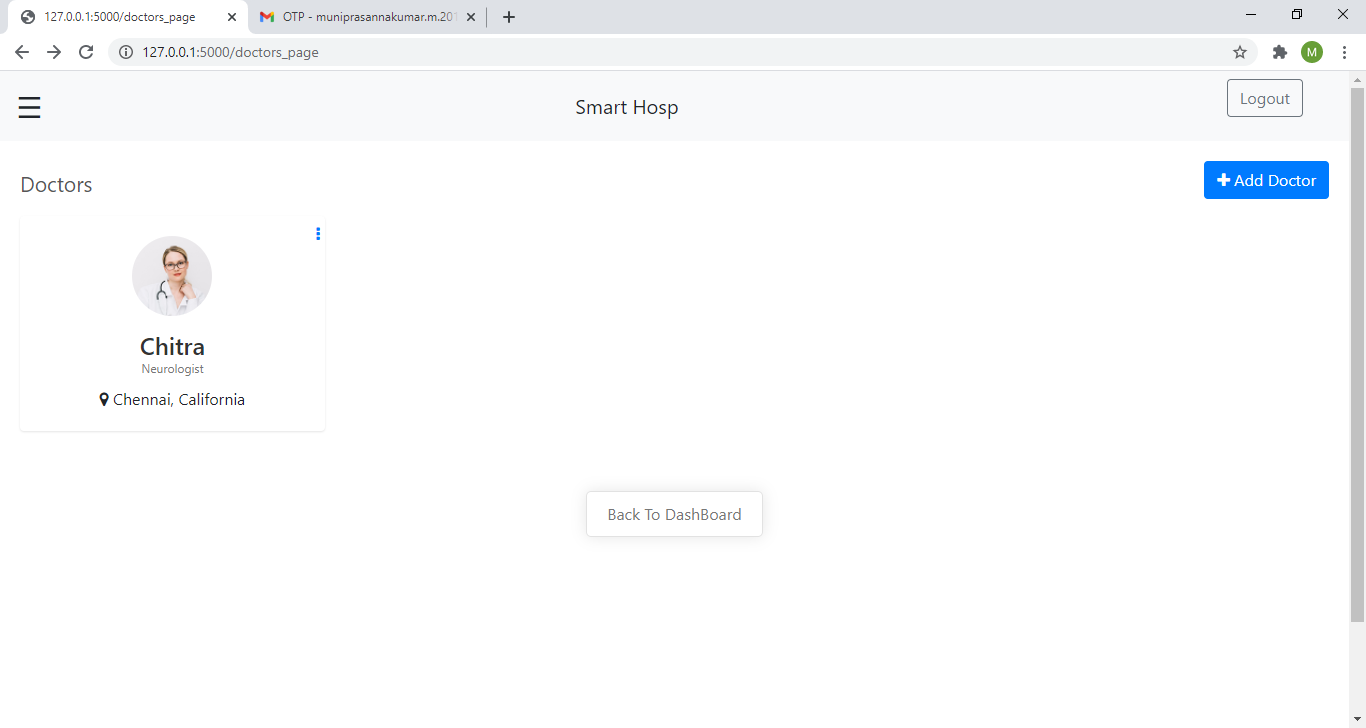 127.0.0.1:5000/doctors_page
OTP - muniprasannakumar.m.201
127.0.0.1:5000/doctors_page
M
Smart Hosp
Logout
Doctors
Add Doctor
Chitra
Neurologist
Chennai, California
Back To DashBoard